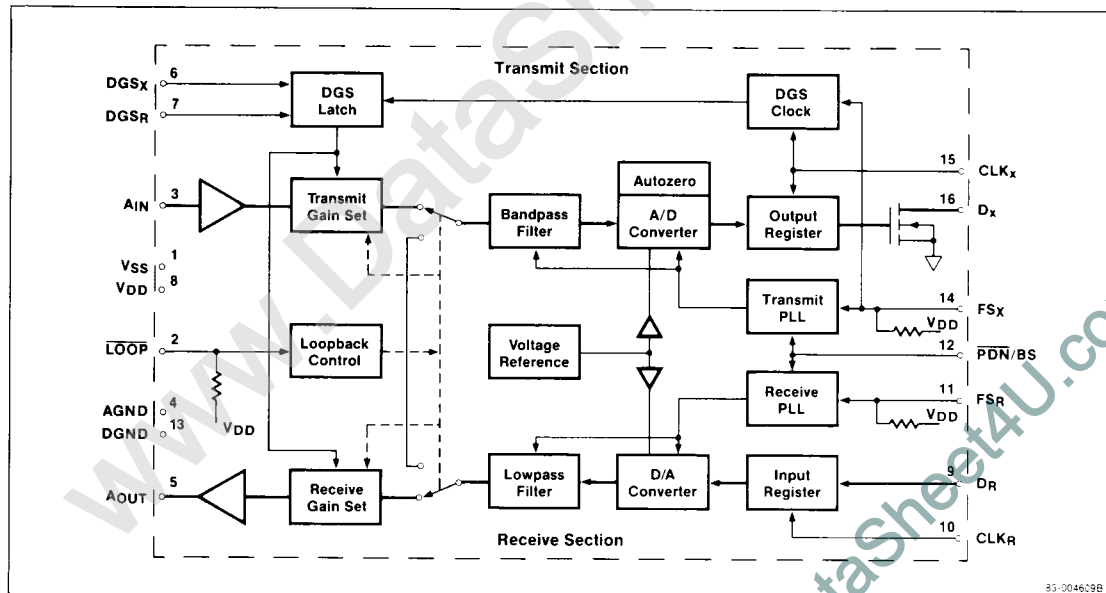 Transmit Section
DGSX
6
DGSR
7
DGS
Latch
DGS
Clock
15
CLKX
AIN
3
Transmit
Gain Set
Bandpass
Filter
Autozero
A/D
Converter
Output
Register
16
DX
VSS
1
VDD
8
Transmit
PLL
14
FSX
VDD
LOOP
2
VDD
Loopback
Control
Voltage
Reference
12
PDN/BS
Receive
PLL
11
FSR
VDD
AGND
4
DGND
13
AOUT
5
Receive
Gain Set
Lowpass
Filter
D/A
Converter
Input
Register
9
DR
10
CLKR
Receive Section
83-004609B
www.DataSheet4U.co